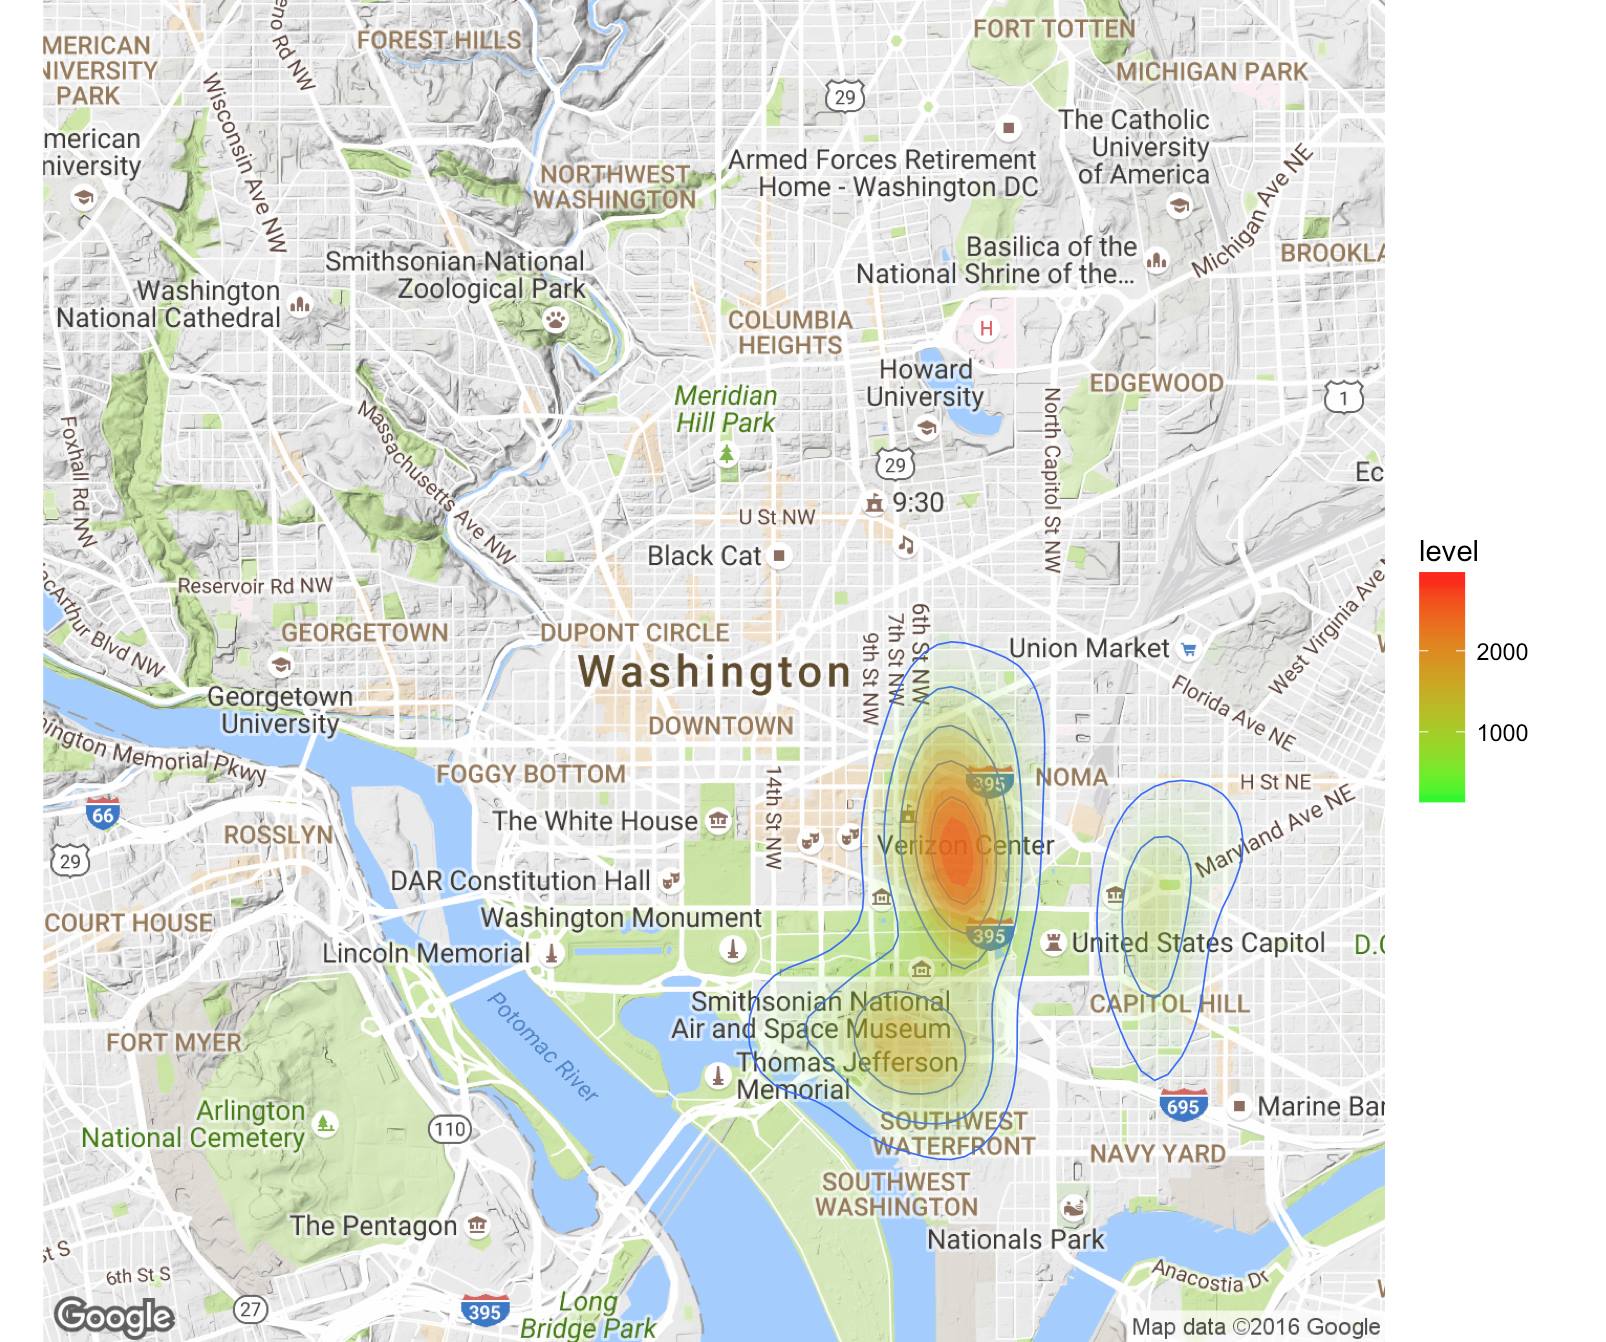 FOREST HILLS
FORT TOTTEN
MERICAN
NIVERSITY
PARK
Wisconsin Ave NW
eno Rd NW
29
MICHIGAN PARK
The Catholic
University
of America
merican
niversity
NORTHWEST
WASHINGTON
Armed Forces Retirement
Home - Washington DC
Michigan Ave NE
Smithsonian National
Zoological Park
Basilica of the
National Shrine of the...
BROOKLA
Washington
National Cathedral
COLUMBIA
HEIGHTS
H
Howard
University
EDGEWOOD
1
Meridian
Hill Park
Foxhall Rd NW
Massachusetts Ave NW
North Capitol St NW
29
Ec
9:30
U St NW
Black Cat
level
2000
1000
Reservoir Rd NW
acArthur Blvd NW
GEORGETOWN
DUPONT CIRCLE
Washington
9th St NW
7th St NW
6th St NW
Union Market
West Virginia Ave
Florida Ave NE
Georgetown
University
DOWNTOWN
ington Memorial Pkwy
FOGGY BOTTOM
14th St NW
395
NOMA
H St NE
66
ROSSLYN
29
The White House
Verizon Center
Maryland Ave NE
DAR Constitution Hall
COURT HOUSE
Washington Monument
Lincoln Memorial
395
United States Capitol
D.C
Potomac River
Smithsonian National
Air and Space Museum
CAPITOL HILL
FORT MYER
Thomas Jefferson
Memorial
Arlington
National Cemetery
110
SOUTHWEST
WATERFRONT
695
Marine Bar
NAVY YARD
SOUTHWEST
WASHINGTON
The Pentagon
Nationals Park
st S
6th St S
27
395
Long
Bridge Park
Anacostia Dr
Google
Map data ©2016 Google